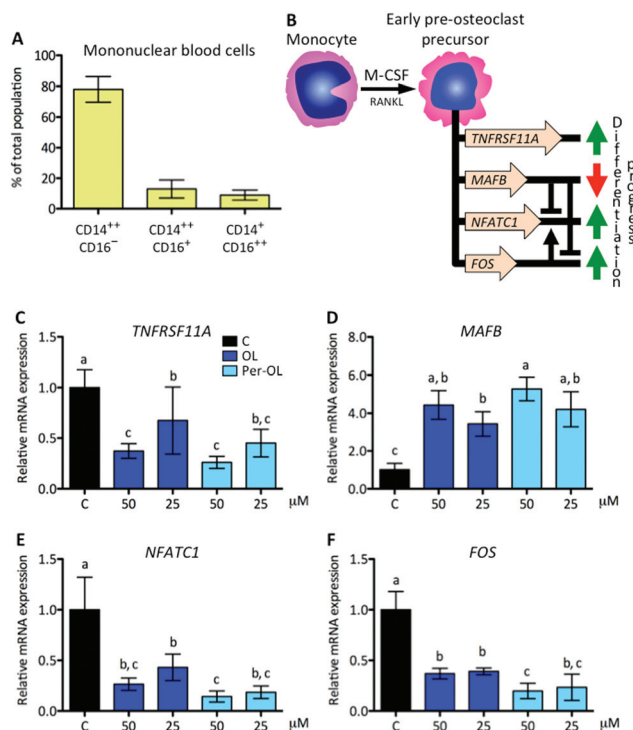 A
Mononuclear blood cells
% of total population
100
80
60
40
20
0
CD14++
CD16−
CD14++
CD16+
CD14+
CD16++
B
Monocyte
Early pre-osteoclast
precursor
M-CSF
RANKL
TNFRSF11A
MAFB
NFATC1
FOS
Differentiation
progress
C
TNFRSF11A
Relative mRNA expression
1.5
1.0
0.5
0.0
a
c
b
c
b, c
C
OL
Per-OL
C
50
25
50
25
µM
D
MAFB
Relative mRNA expression
8.0
6.0
4.0
2.0
0.0
c
a, b
b
a
a, b
C
50
25
50
25
µM
E
NFATC1
Relative mRNA expression
1.5
1.0
0.5
0.0
a
b, c
b
c
b, c
C
50
25
50
25
µM
F
FOS
Relative mRNA expression
1.5
1.0
0.5
0.0
a
b
b
c
b, c
C
50
25
50
25
µM